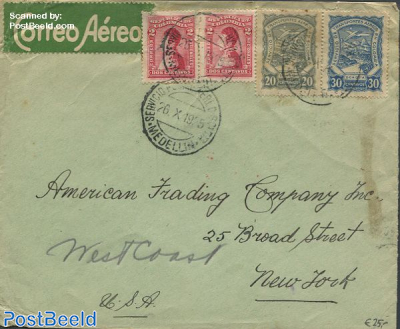 Scanned by:
PostBeeld
Correo Aéreo
DOS CENTAVOS
DOS CENTAVOS
20 20
30 30
SERVICIO
MEDELLIN
American Trading Company Inc.
25 Broad Street
West Coast
New York
U.S.A.
PostBeeld
€25,-